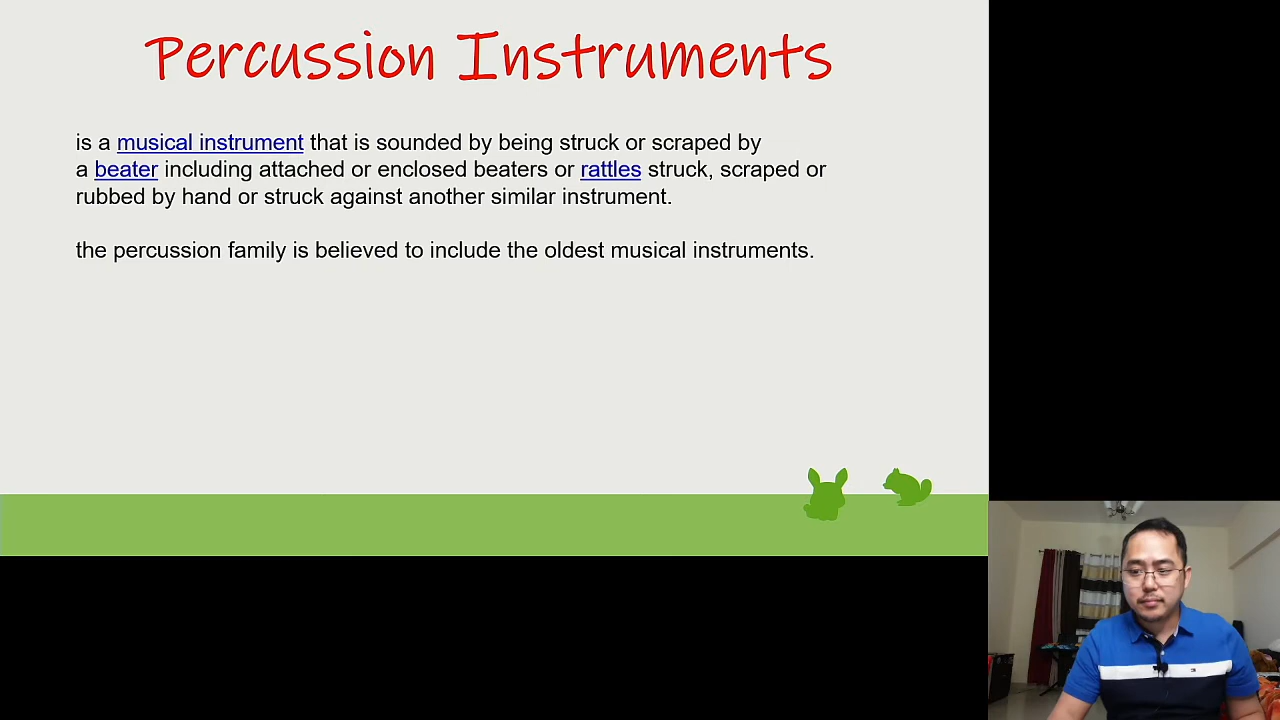 Percussion Instruments
is a musical instrument that is sounded by being struck or scraped by
a beater including attached or enclosed beaters or rattles struck, scraped or
rubbed by hand or struck against another similar instrument.
the percussion family is believed to include the oldest musical instruments.